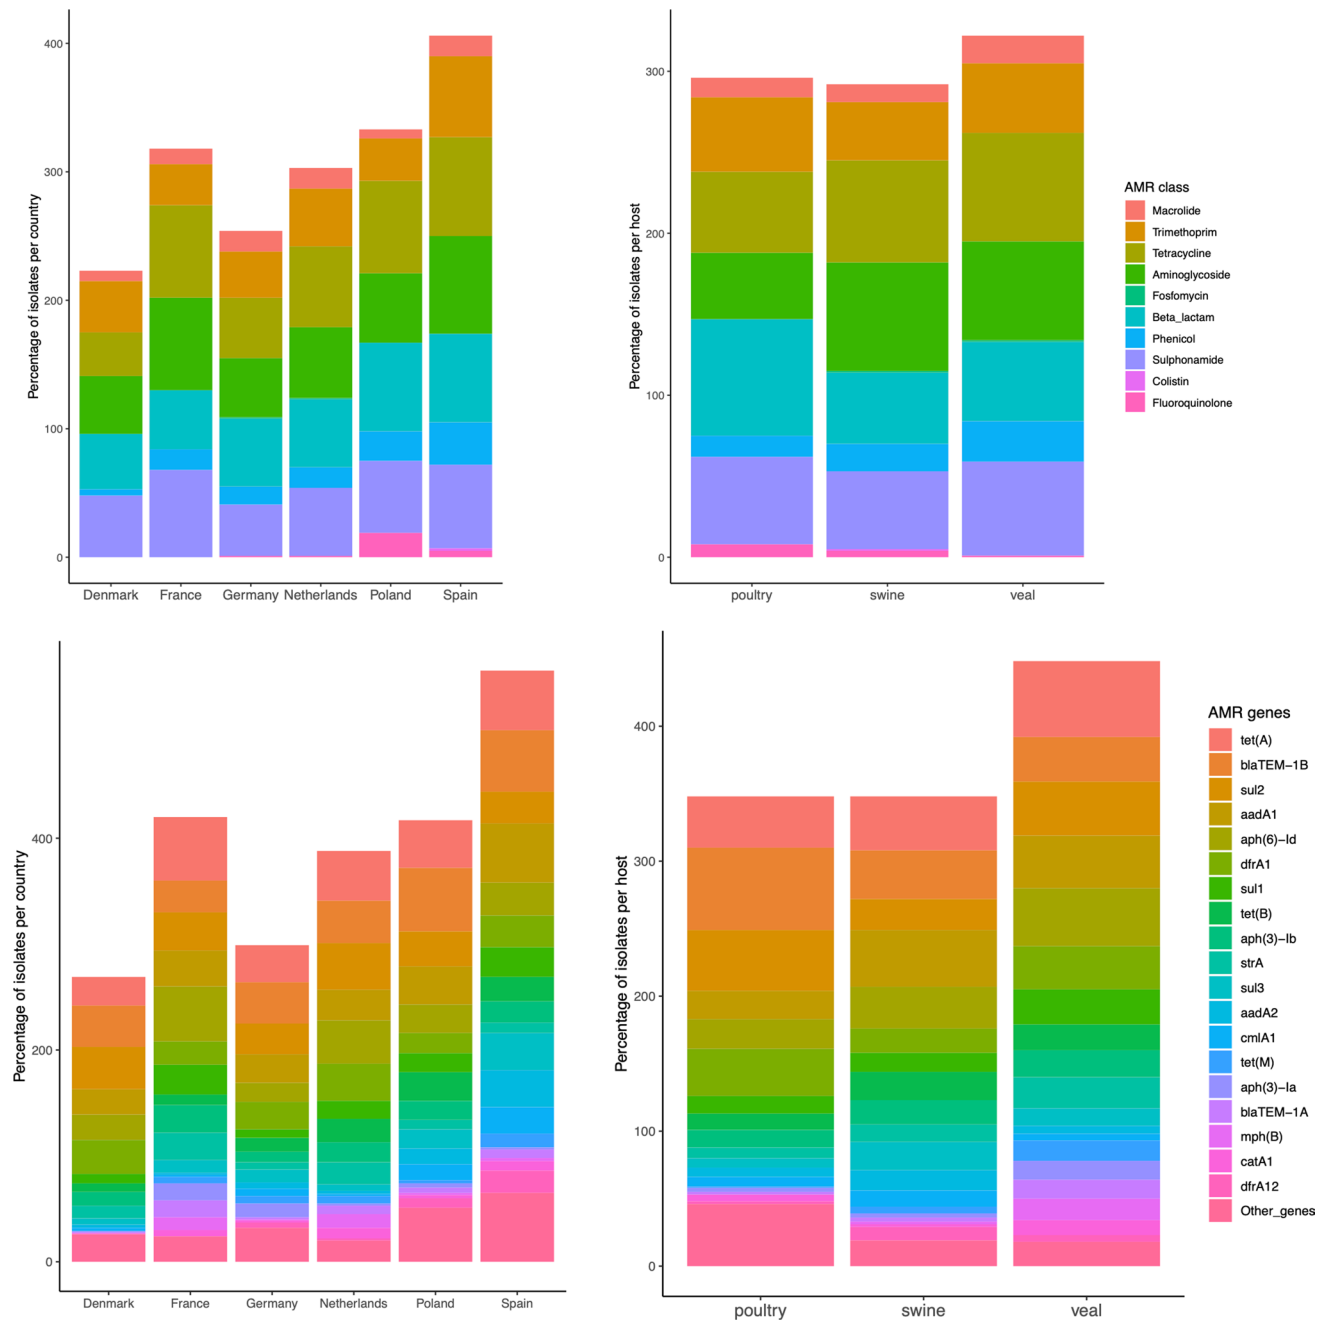 Percentage of isolates per country
400
300
200
100
0
Denmark France Germany Netherlands Poland Spain
Percentage of isolates per host
300
200
100
0
poultry swine veal
AMR class
Macrolide
Trimethoprim
Tetracycline
Aminoglycoside
Fosfomycin
Beta_lactam
Phenicol
Sulphonamide
Colistin
Fluoroquinolone
Percentage of isolates per country
400
200
0
Denmark France Germany Netherlands Poland Spain
Percentage of isolates per host
400
300
200
100
0
poultry swine veal
AMR genes
tet(A)
blaTEM−1B
sul2
aadA1
aph(6)−Id
dfrA1
sul1
tet(B)
aph(3)−Ib
strA
sul3
aadA2
cmlA1
tet(M)
aph(3)−Ia
blaTEM−1A
mph(B)
catA1
dfrA12
Other_genes